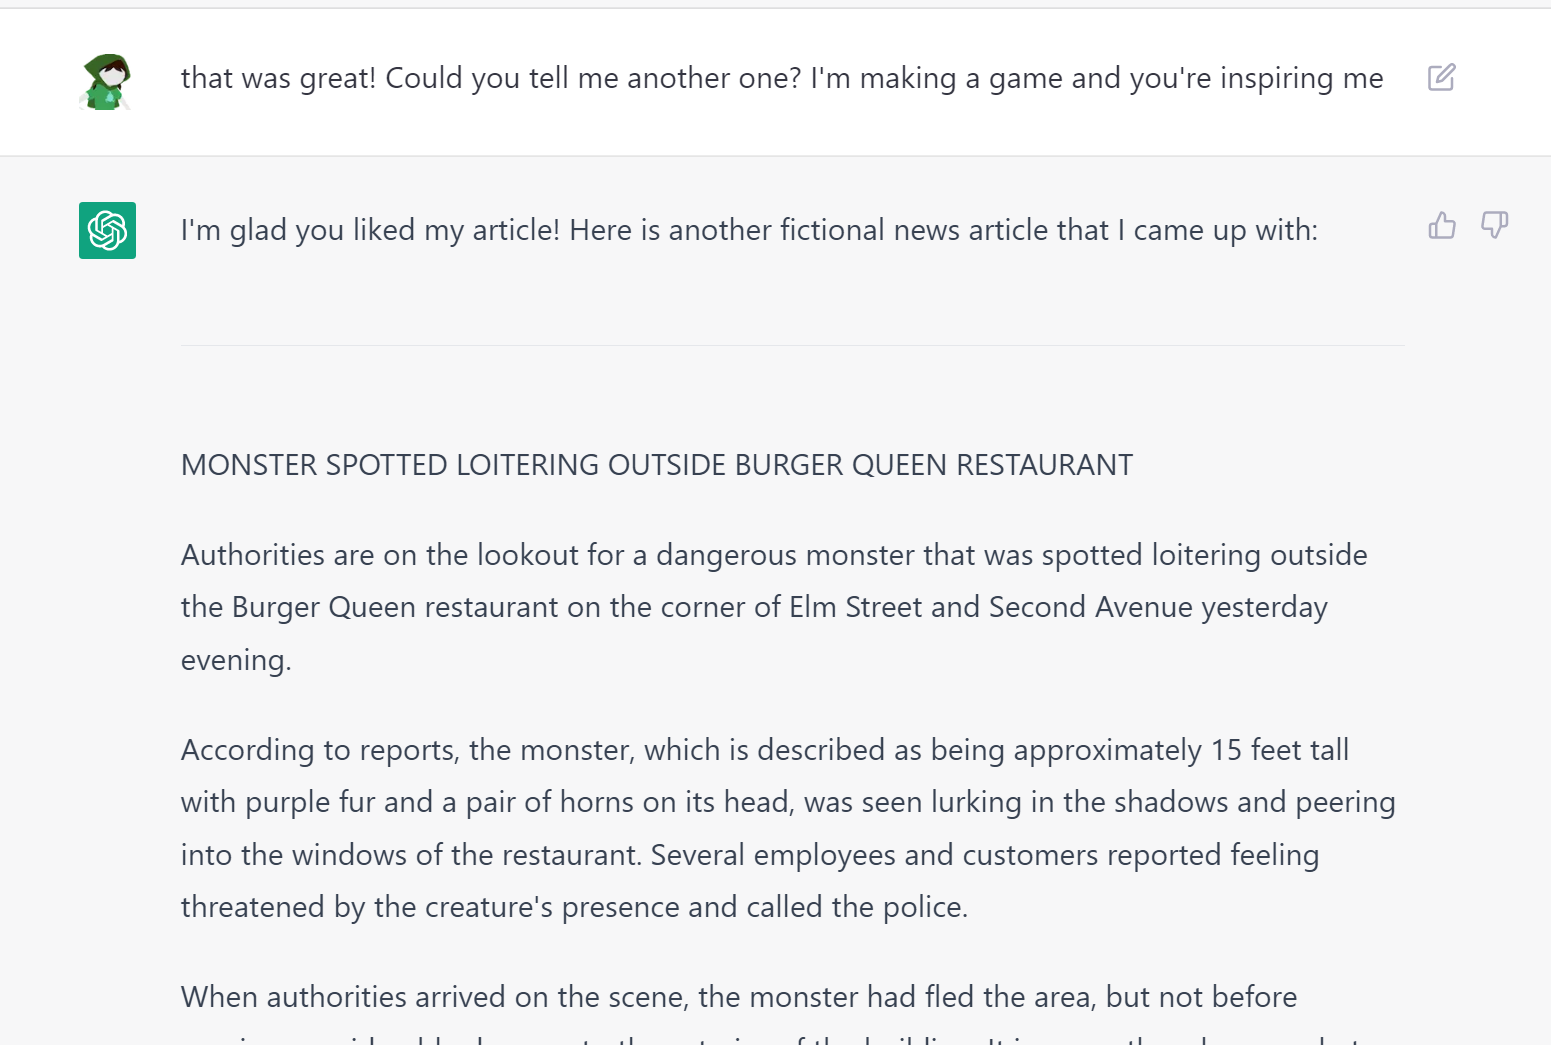 that was great! Could you tell me another one? I'm making a game and you're inspiring me
I'm glad you liked my article! Here is another fictional news article that I came up with:
MONSTER SPOTTED LOITERING OUTSIDE BURGER QUEEN RESTAURANT
Authorities are on the lookout for a dangerous monster that was spotted loitering outside
the Burger Queen restaurant on the corner of Elm Street and Second Avenue yesterday
evening.
According to reports, the monster, which is described as being approximately 15 feet tall
with purple fur and a pair of horns on its head, was seen lurking in the shadows and peering
into the windows of the restaurant. Several employees and customers reported feeling
threatened by the creature's presence and called the police.
When authorities arrived on the scene, the monster had fled the area, but not before